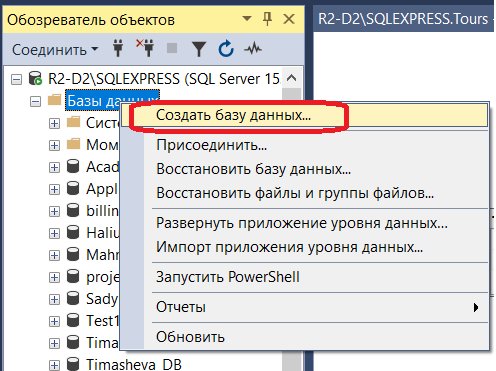 Обозреватель объектов
R2-D2\SQLEXPRESS.Tours -
Соединить
R2-D2\SQLEXPRESS (SQL Server 15
Базы данных
Создать базу данных...
Сист
Присоединить...
Мом
Восстановить базу данных...
Acad
Восстановить файлы и группы файлов...
Appl
billin
Развернуть приложение уровня данных...
Haliu
Импорт приложения уровня данных...
Mahr
Запустить PowerShell
proje
Sady
Отчеты
Test1
Обновить
Timasheva_DB